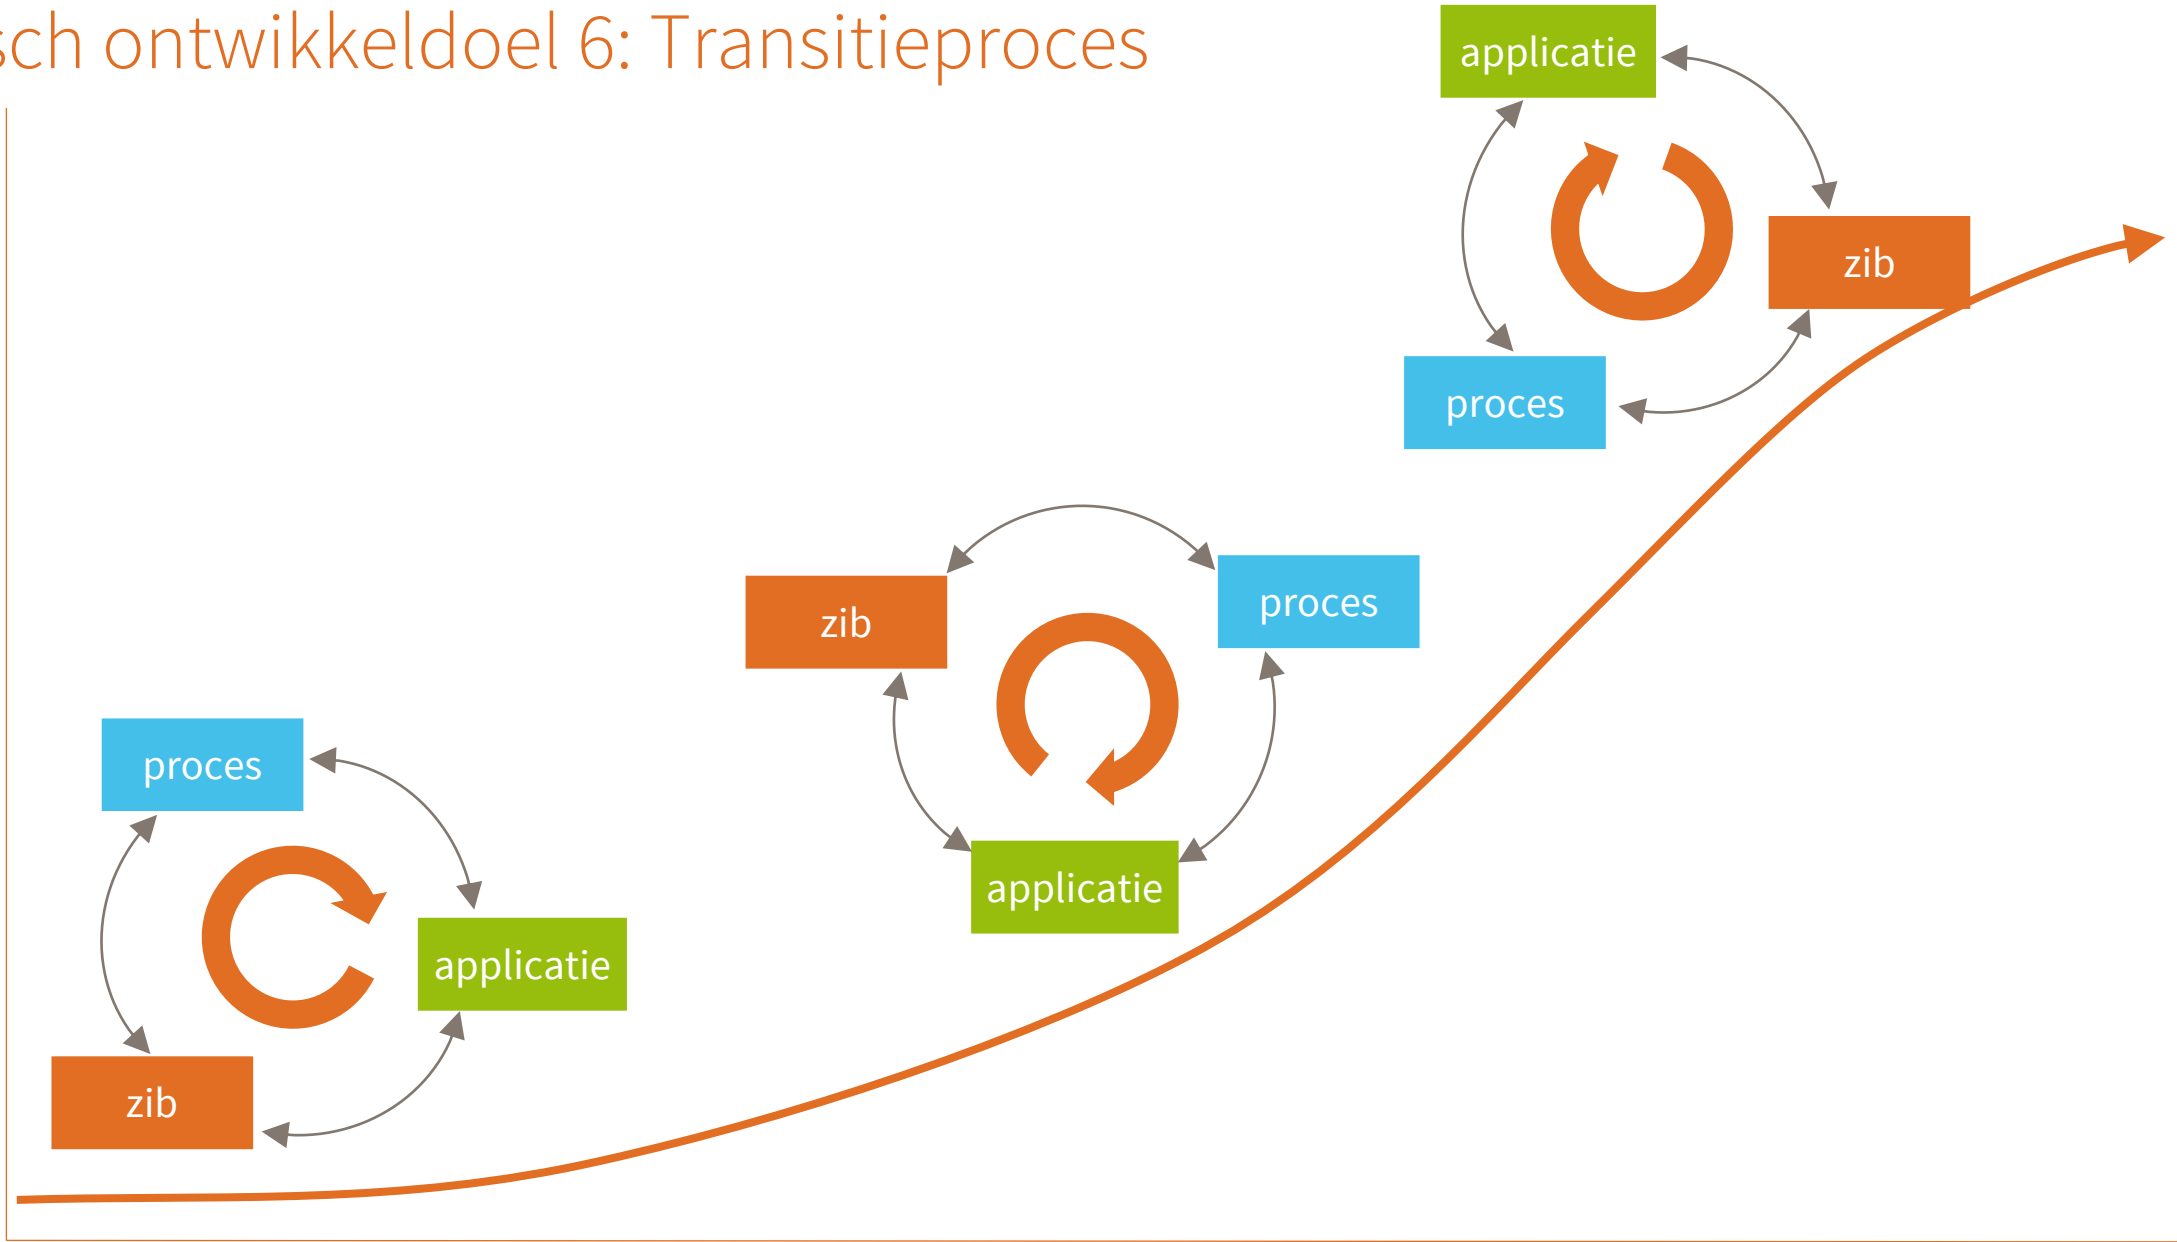 sch ontwikkeldoel 6: Transitieproces
applicatie
zib
proces
zib
proces
applicatie
proces
applicatie
zib